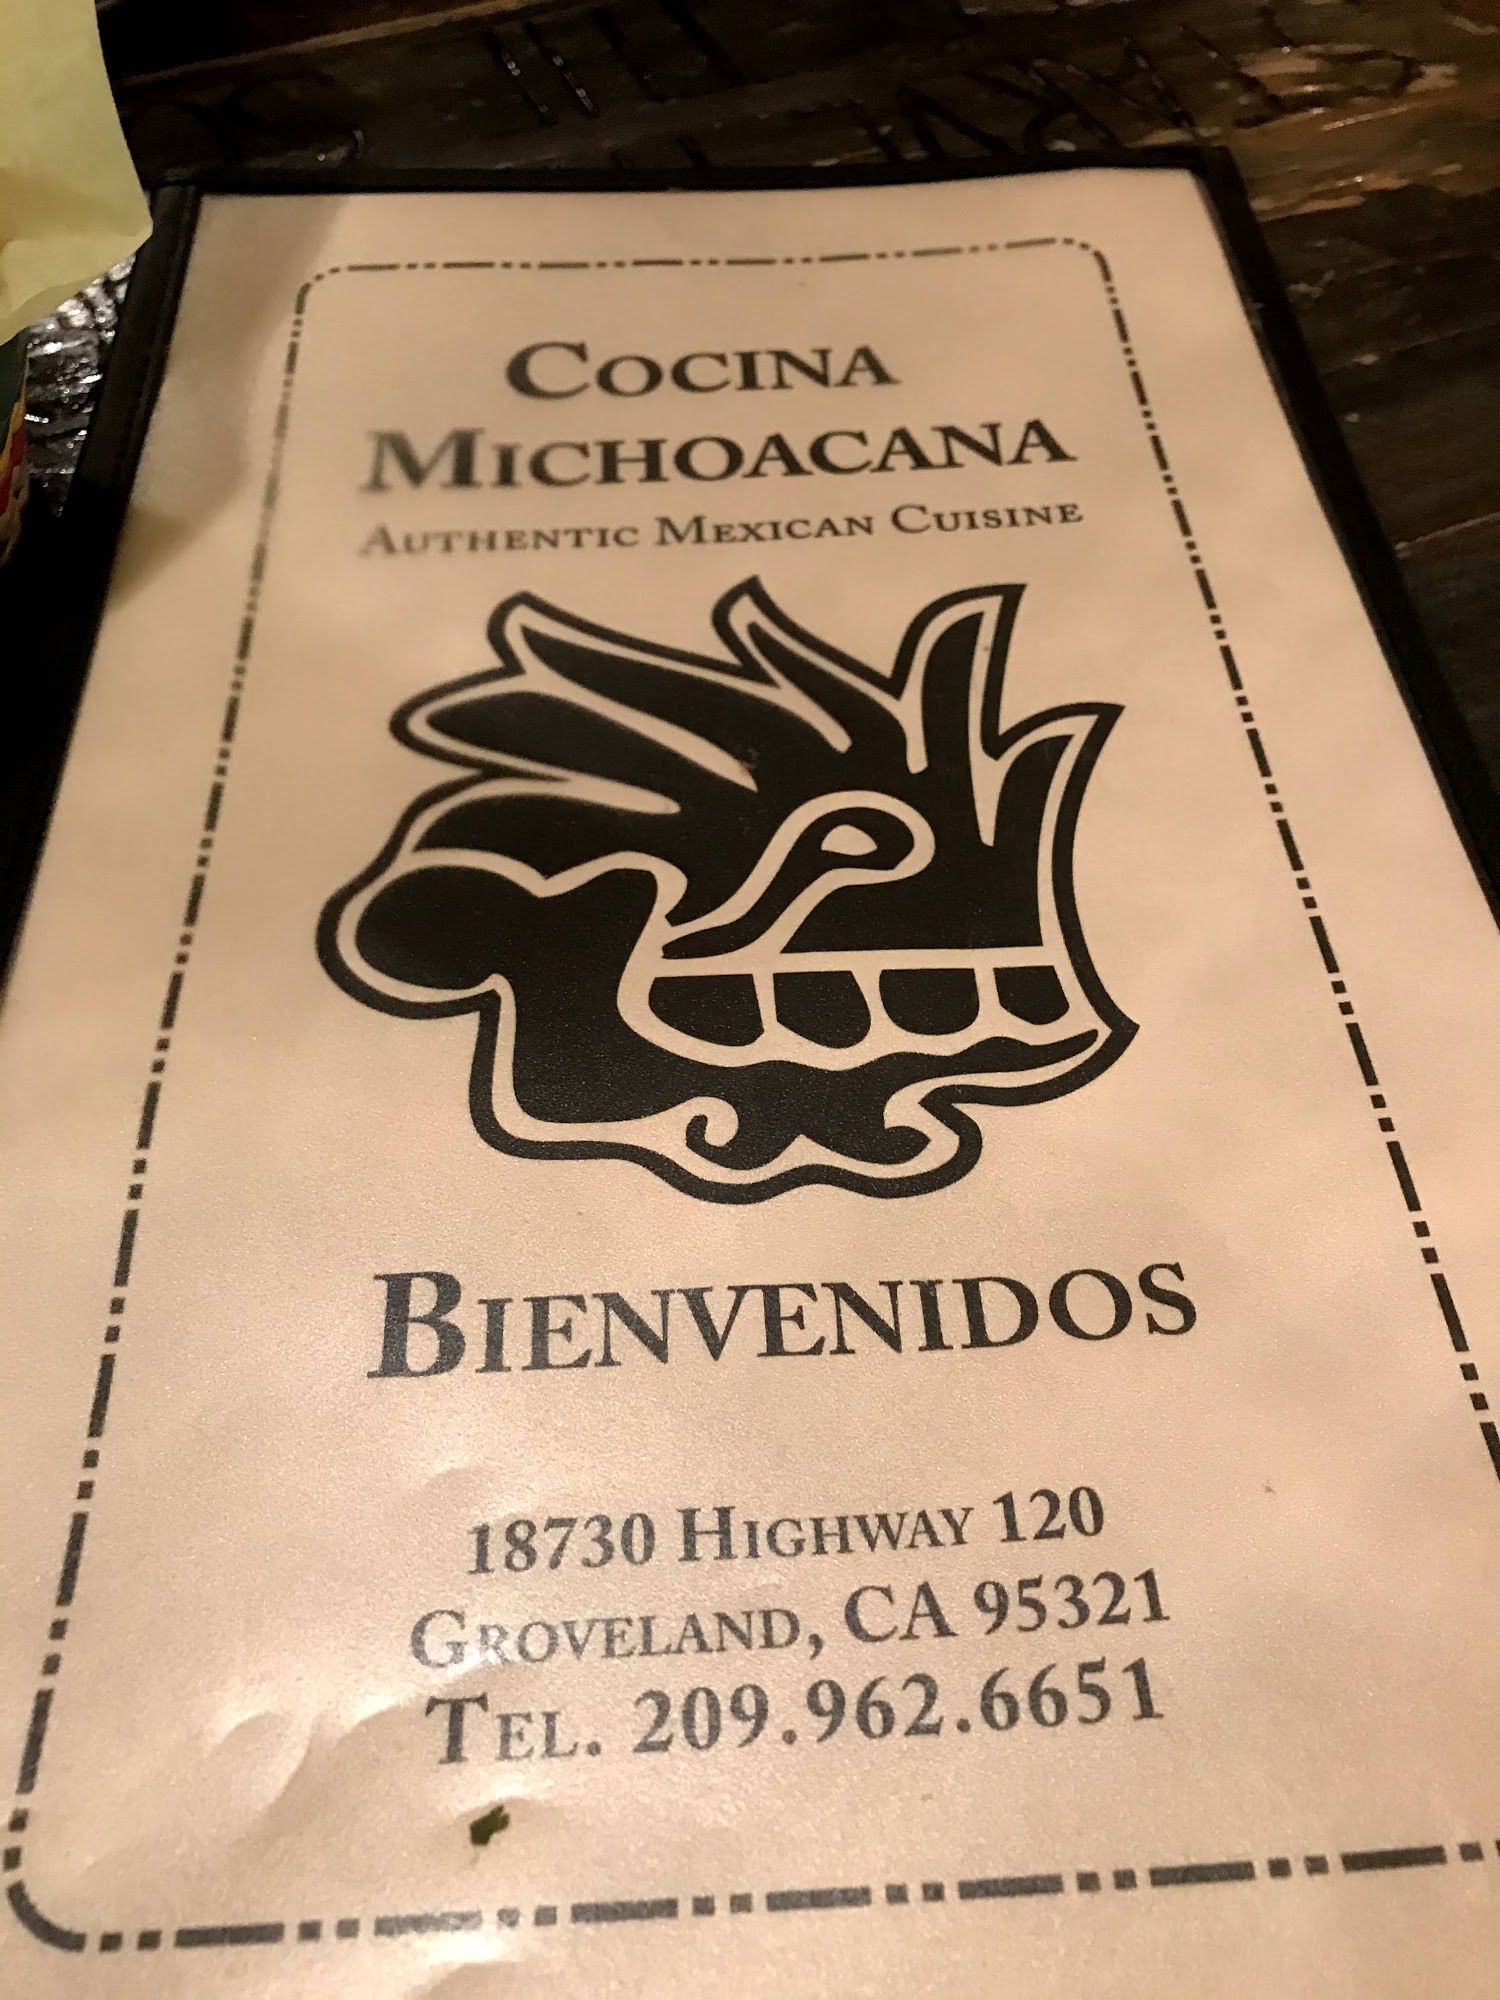 COCINA
MICHOACANA
AUTHENTIC MEXICAN CUISINE
BIENVENIDOS
18730 HIGHWAY 120
GROVELAND, CA 95321
TEL. 209.962.6651